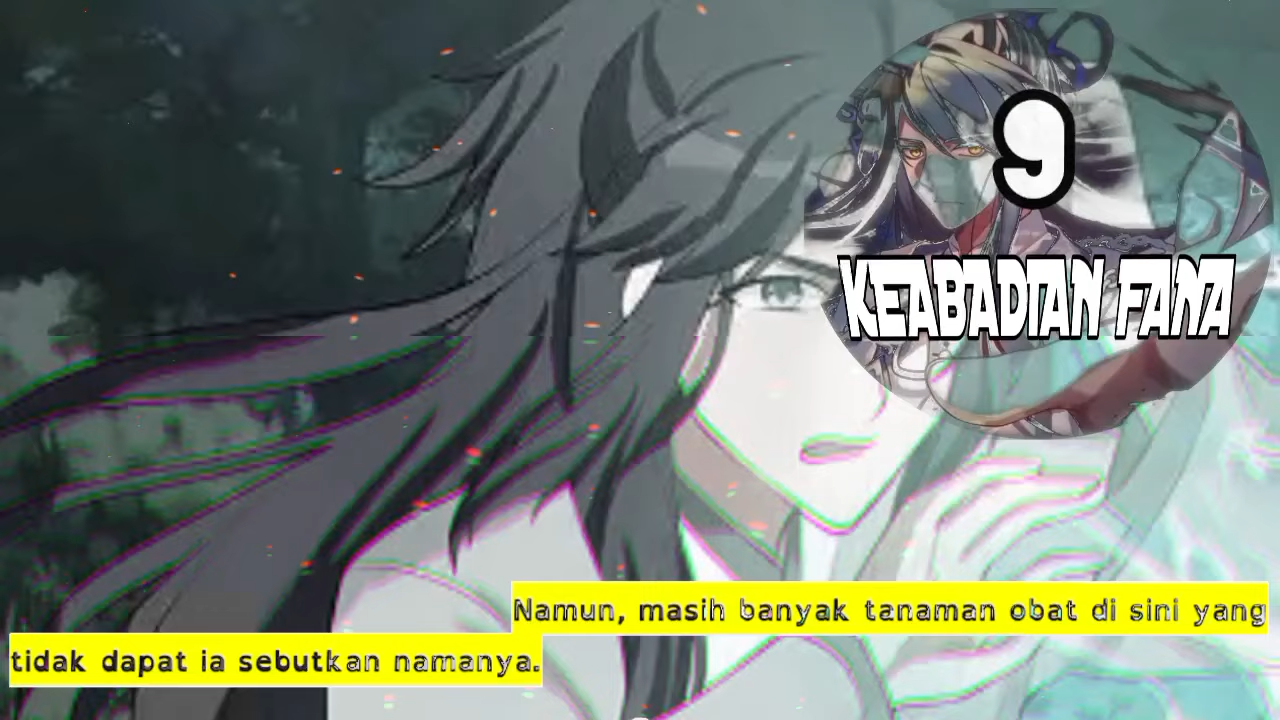 9
KEABADIAN FANA
Namun, masih banyak tanaman obat di sini yang
tidak dapat ia sebutkan namanya.